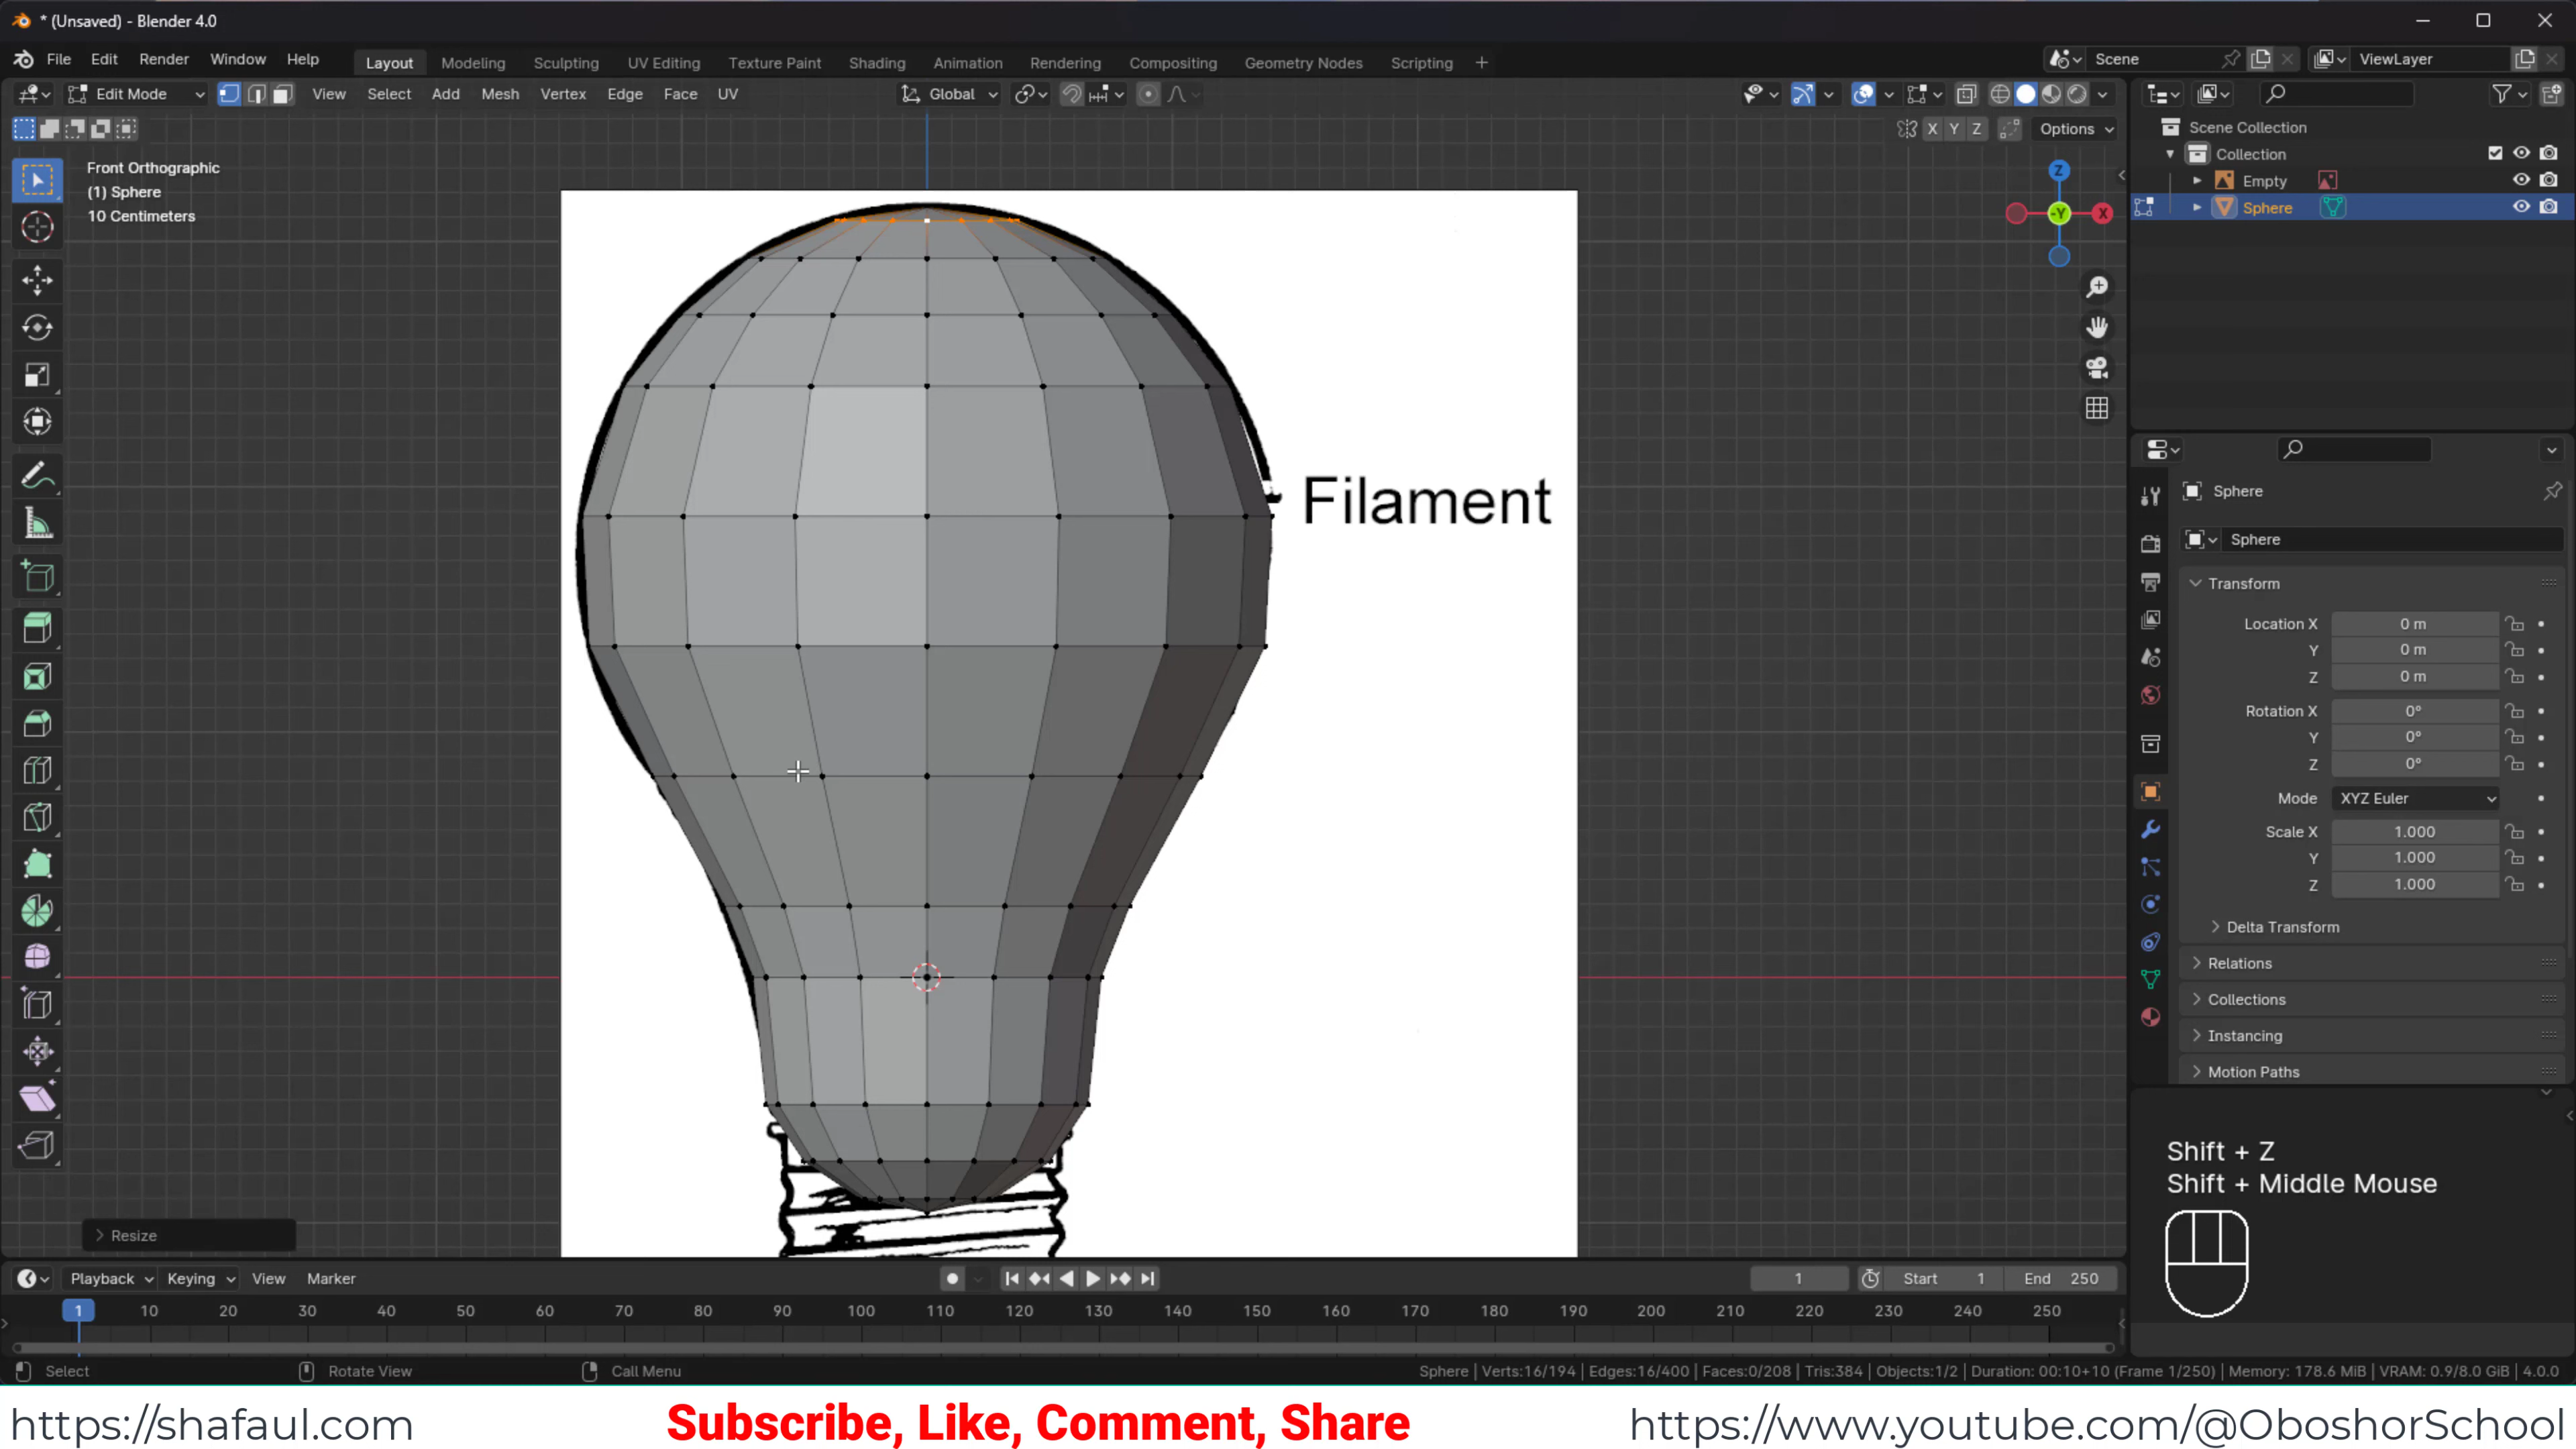 * (Unsaved) - Blender 4.0
File Edit Render Window Help Layout Modeling Sculpting UV Editing Texture Paint Shading Animation Rendering Compositing Geometry Nodes Scripting +
Scene
ViewLayer
Edit Mode View Select Add Mesh Vertex Edge Face UV
Global
X Y Z Options
Front Orthographic
(1) Sphere
10 Centimeters
Z
-Y
X
Scene Collection
Collection
Empty
Sphere
Filament
Sphere
Sphere
Transform
Location X 0 m
Y 0 m
Z 0 m
Rotation X 0°
Y 0°
Z 0°
Mode XYZ Euler
Scale X 1.000
Y 1.000
Z 1.000
Delta Transform
Relations
Collections
Instancing
Motion Paths
Shift + Z
Shift + Middle Mouse
Resize
Playback Keying View Marker
1 Start 1 End 250
1 10 20 30 40 50 60 70 80 90 100 110 120 130 140 150 160 170 180 190 200 210 220 230 240 250
Select Rotate View Call Menu
Sphere | Verts:16/194 | Edges:16/400 | Faces:0/208 | Tris:384 | Objects:1/2 | Duration: 00:10+10 (Frame 1/250) | Memory: 178.6 MiB | VRAM: 0.9/8.0 GiB | 4.0.0
https://shafaul.com
Subscribe, Like, Comment, Share
https://www.youtube.com/@OboshorSchool